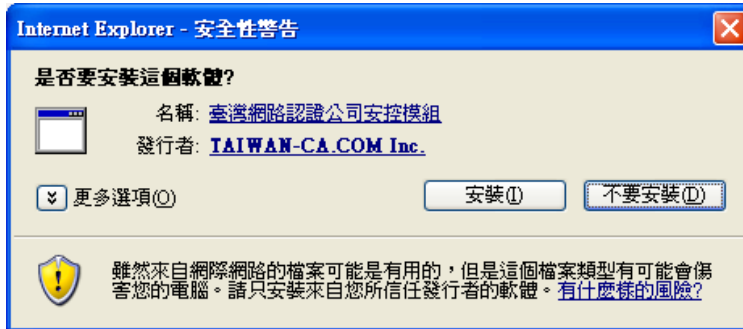 Internet Explorer - 安全性警告
是否要安裝這個軟體?
名稱: 臺灣網路認證公司安控模組
發行者: TAIWAN-CA.COM Inc.
更多選項(O)
安裝(I)
不要安裝(D)
雖然來自網際網路的檔案可能是有用的，但是這個檔案類型有可能會傷
害您的電腦。請只安裝來自您所信任發行者的軟體。有什麼樣的風險?